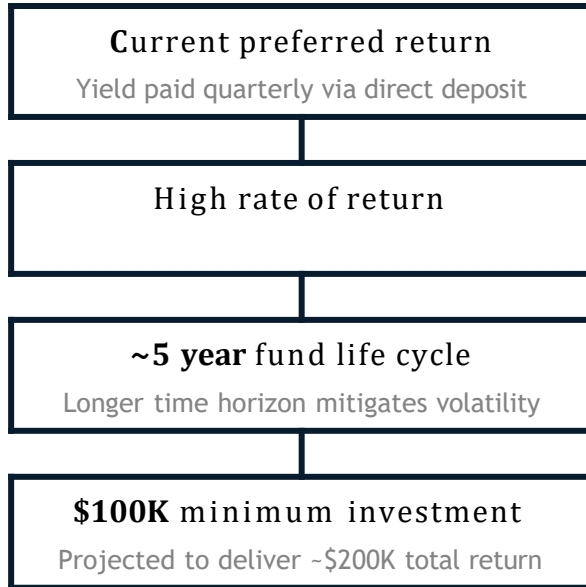 Current preferred return
Yield paid quarterly via direct deposit
High rate of return
~5 year fund life cycle
Longer time horizon mitigates volatility
$100K minimum investment
Projected to deliver ~$200K total return